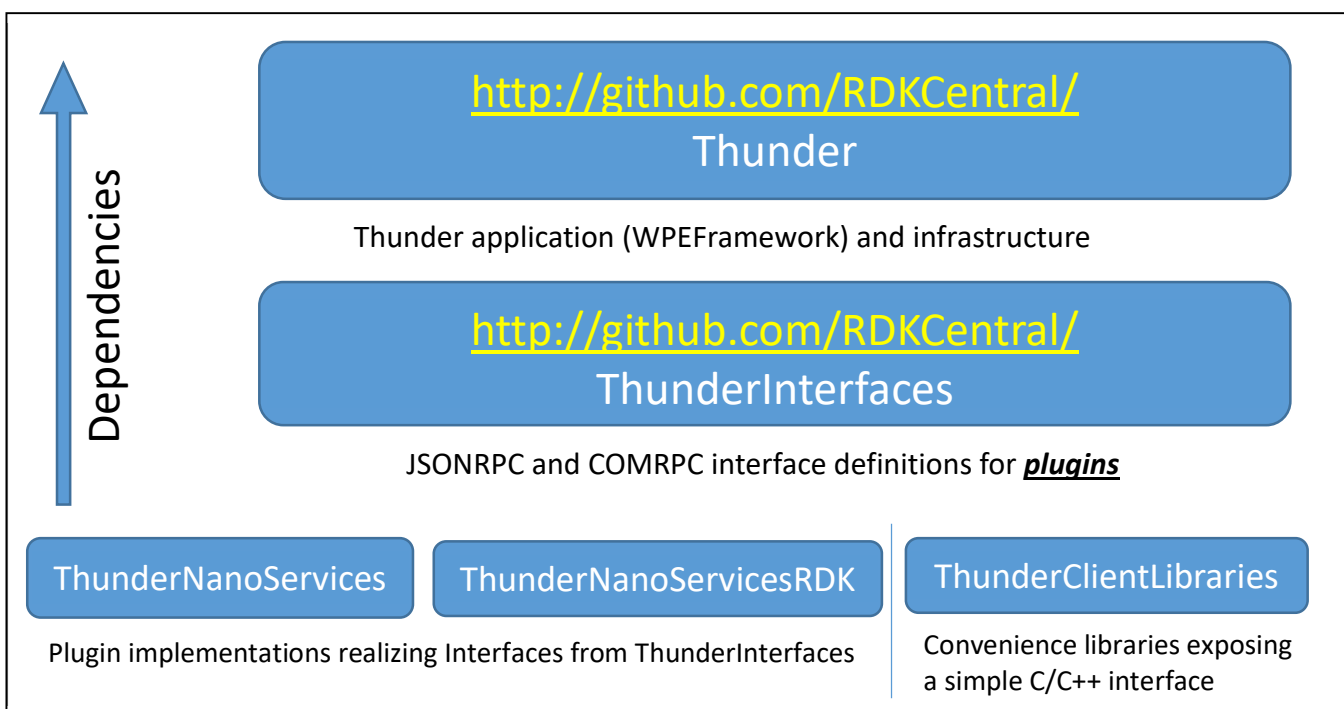 Dependencies
http://github.com/RDKCentral/
Thunder
Thunder application (WPEFramework) and infrastructure
http://github.com/RDKCentral/
ThunderInterfaces
JSONRPC and COMRPC interface definitions for plugins
ThunderNanoServices
ThunderNanoServicesRDK
Plugin implementations realizing Interfaces from ThunderInterfaces
ThunderClientLibraries
Convenience libraries exposing
a simple C/C++ interface